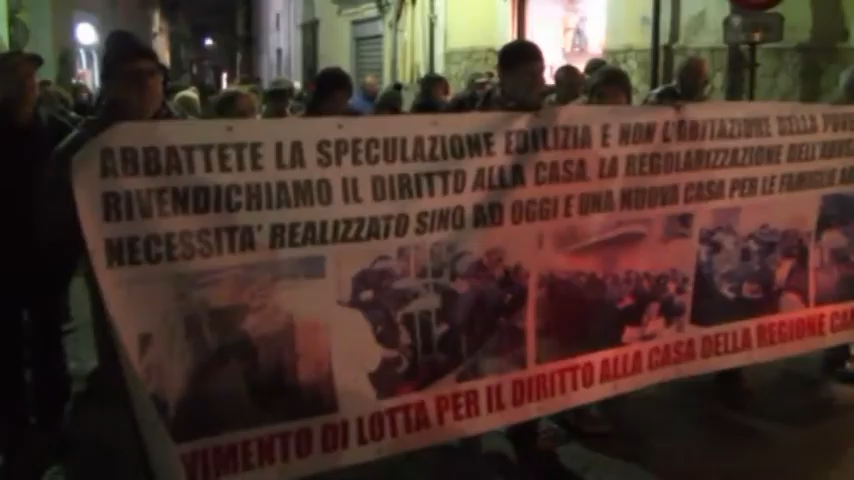 ABBATTETE LA SPECULAZIONE EDILIZIA E NON L'ABITAZIONE DELLA
RIVENDICHIAMO IL DIRITTO ALLA CASA, LA REGOLARIZZAZIONE
NECESSITA' REALIZZATO SINO AD OGGI E UNA NUOVA CASA PER LE FAMIGLIE
VIMENTO DI LOTTA PER IL DIRITTO ALLA CASA DELLA REGIONE CA